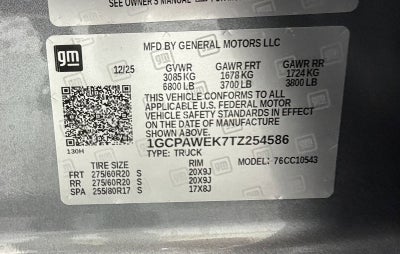 SEE OWNER'S MANUAL
gm
MFD BY GENERAL MOTORS LLC
12/25 GVWR GAWR FRT GAWR RR
3085 KG 1678 KG 1724 KG
6800 LB 3700 LB 3800 LB
THIS VEHICLE CONFORMS TO ALL
APPLICABLE U.S. FEDERAL MOTOR
VEHICLE SAFETY STANDARDS IN EFFECT
ON THE DATE OF MANUFACTURE SHOWN ABOVE.
1GCPAWEK7TZ254586
130H
TYPE: TRUCK MODEL: 76CC10543
TIRE SIZE RIM
FRT 275/60R20 S 20X9J
RR 275/60R20 S 20X9J
SPA 255/80R17 S 17X8J